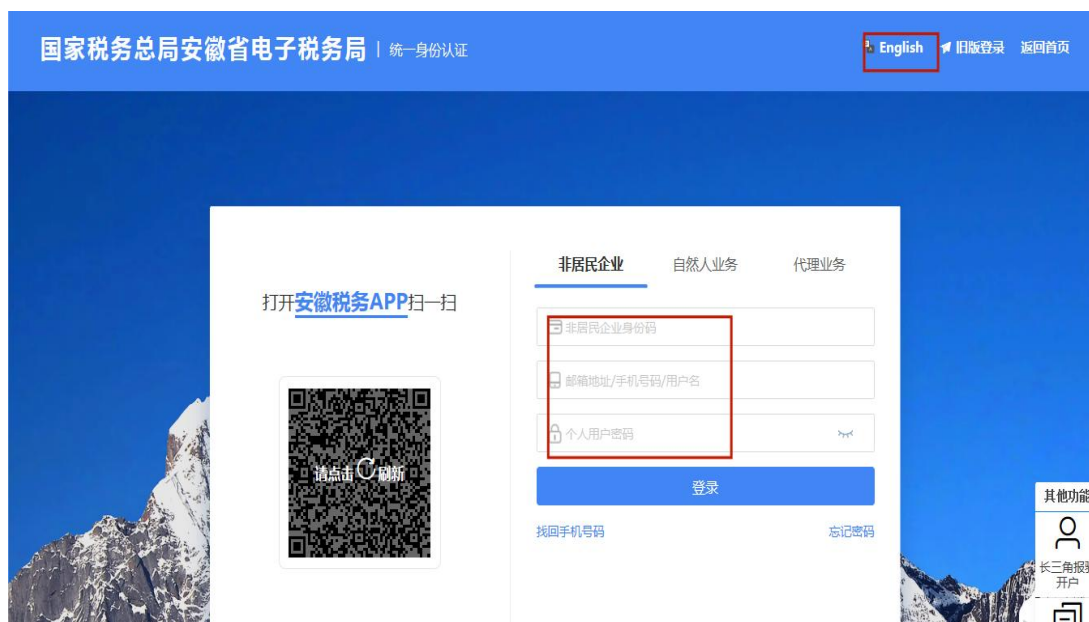 国家税务总局安徽省电子税务局 | 统一身份认证
English 旧版登录 返回首页
非居民企业 自然人业务 代理业务
打开安徽税务APP扫一扫
非居民企业身份码
邮箱地址/手机号码/用户名
个人用户密码
请点击 刷新
登录
找回手机号码 忘记密码
其他功能
长三角报验
开户